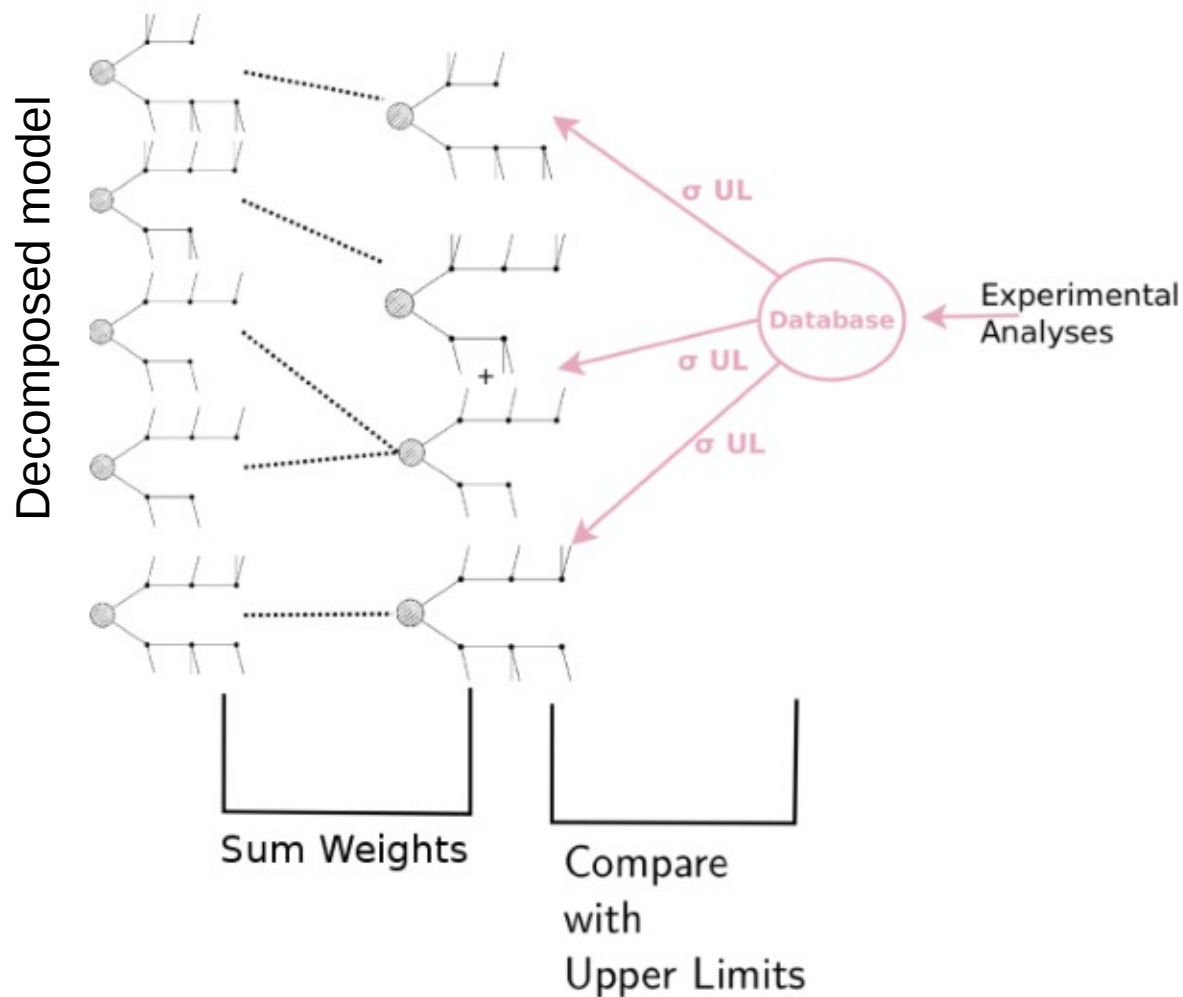 Decomposed model
σ UL
Database
Experimental
Analyses
σ UL
+
σ UL
Sum Weights
Compare
with
Upper Limits